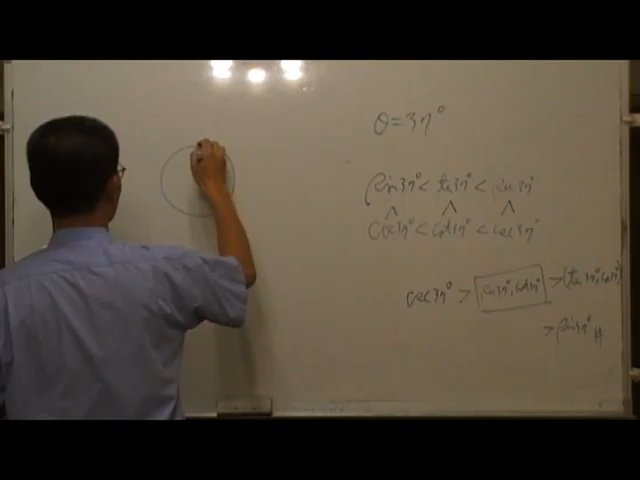 θ = 37°
sin37° < tan37° < sec37°
∧ ∧ ∧
cos37° < cot37° < csc37°
csc37° > sec37°, cot37° > (tan37°, cos37°)
> sin37° #